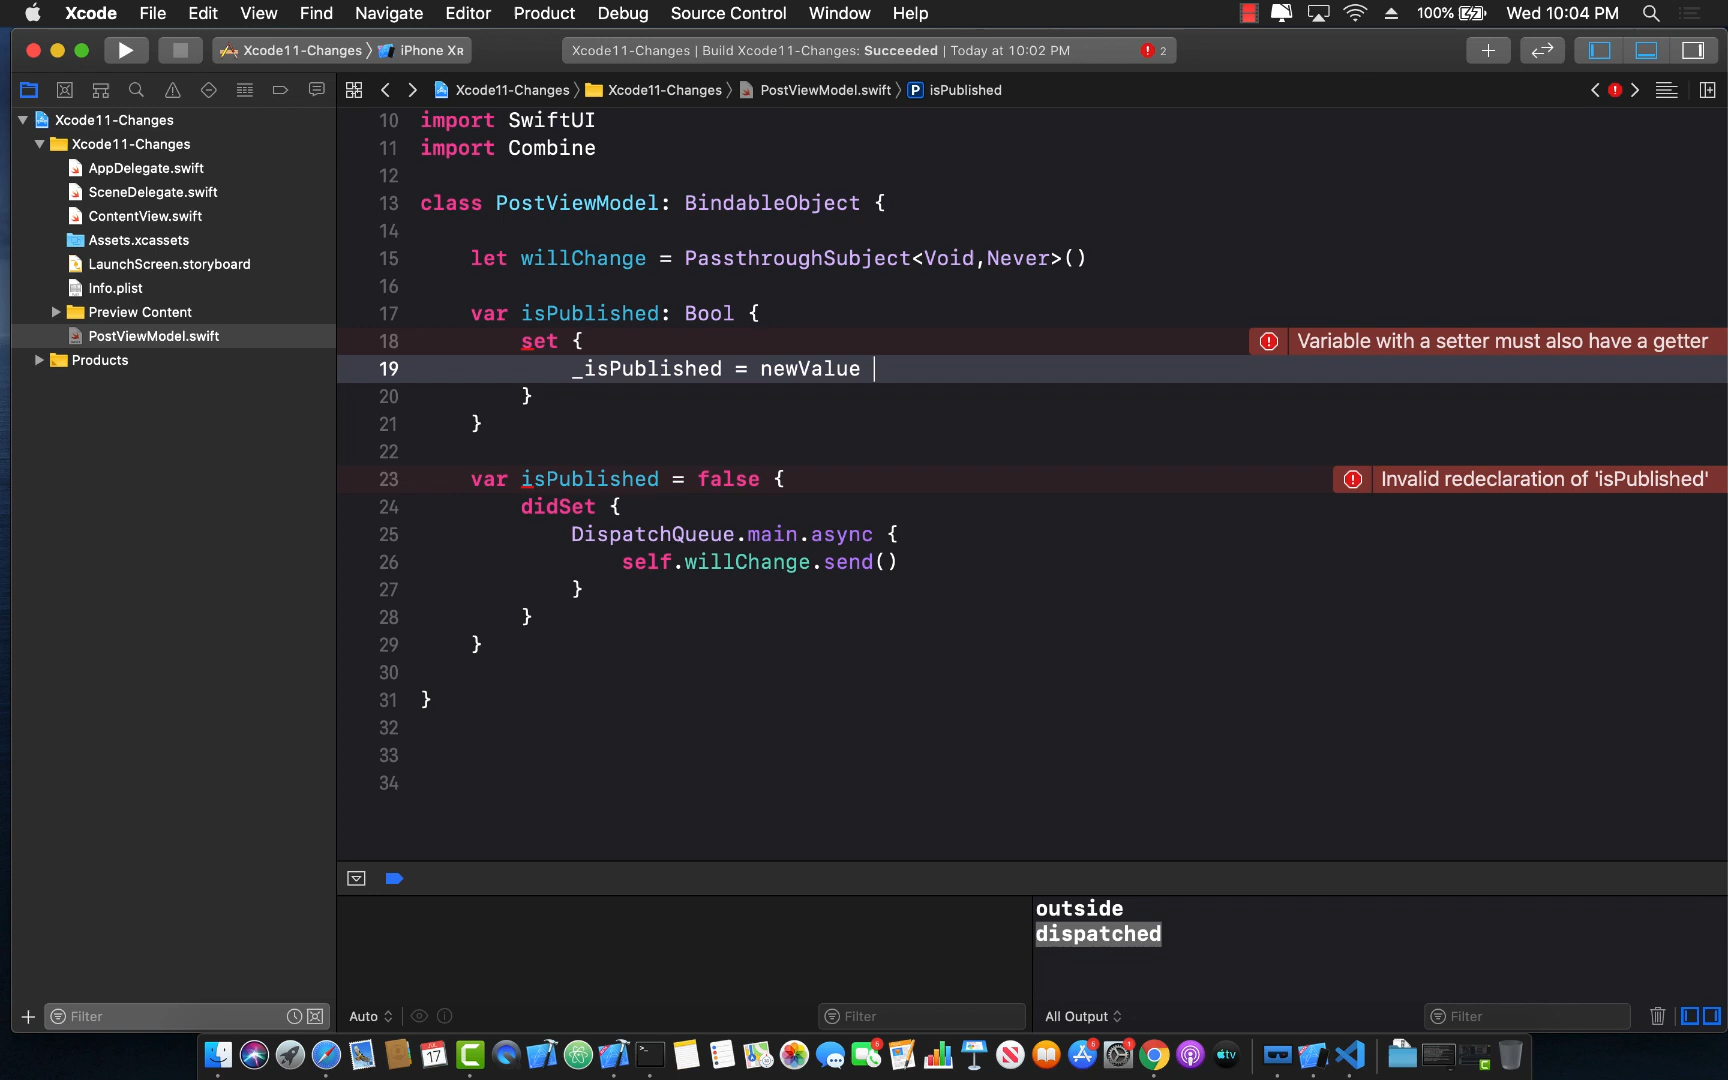 Xcode File Edit View Find Navigate Editor Product Debug Source Control Window Help 100% Wed 10:04 PM
Xcode11-Changes 〉 iPhone XR
Xcode11-Changes | Build Xcode11-Changes: Succeeded | Today at 10:02 PM 2
Xcode11-Changes 〉 Xcode11-Changes 〉 PostViewModel.swift 〉 P isPublished
Xcode11-Changes
Xcode11-Changes
AppDelegate.swift
SceneDelegate.swift
ContentView.swift
Assets.xcassets
LaunchScreen.storyboard
Info.plist
Preview Content
PostViewModel.swift
Products
10 import SwiftUI
11 import Combine
12
13 class PostViewModel: BindableObject {
14
15 let willChange = PassthroughSubject<Void,Never>()
16
17 var isPublished: Bool {
18 set { Variable with a setter must also have a getter
19 _isPublished = newValue
20 }
21 }
22
23 var isPublished = false { Invalid redeclaration of 'isPublished'
24 didSet {
25 DispatchQueue.main.async {
26 self.willChange.send()
27 }
28 }
29 }
30
31 }
32
33
34
outside
dispatched
Filter
Auto
Filter
All Output
Filter
17
tv